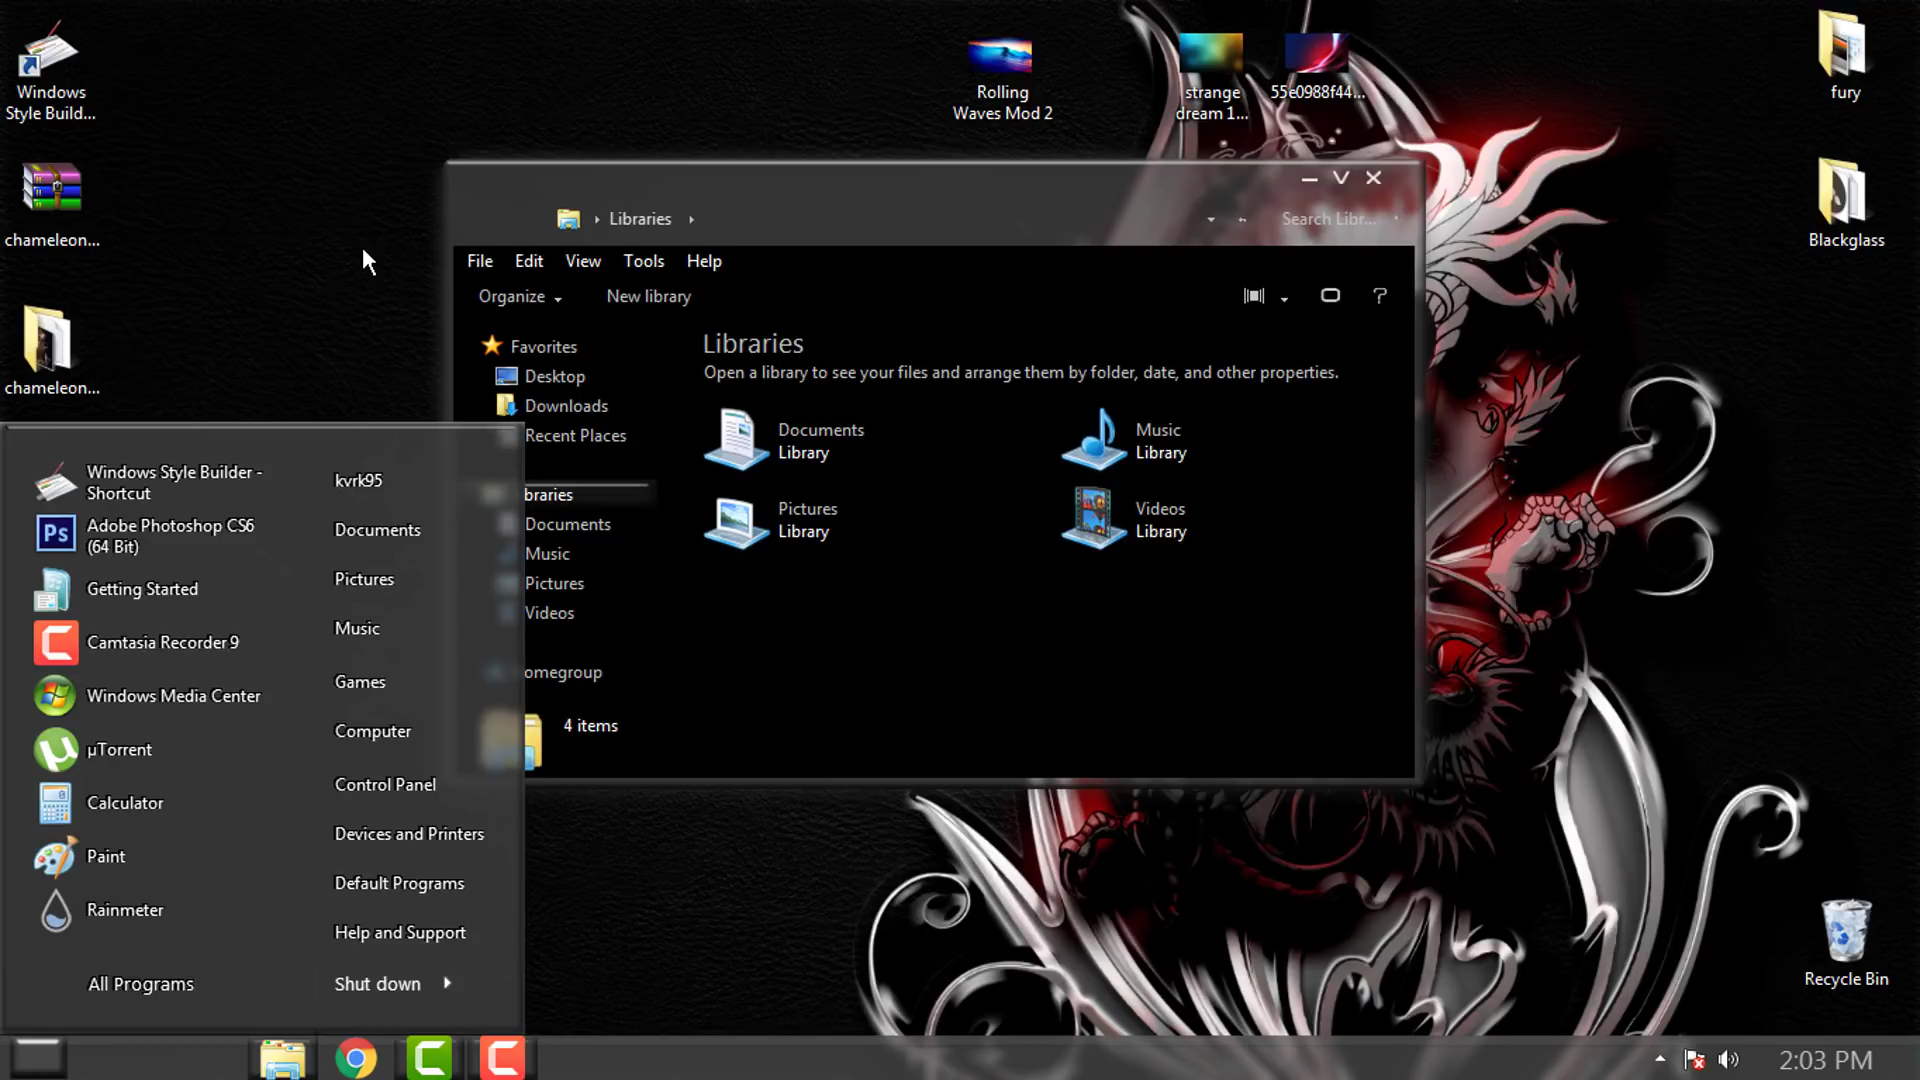 Windows
Style Build...
chameleon...
chameleon...
Rolling
Waves Mod 2
strange
dream 1...
55e0988f44...
fury
Blackglass
Recycle Bin
Libraries
Search Libr...
File Edit View Tools Help
Organize New library
Favorites
Desktop
Downloads
Recent Places
braries
Documents
Music
Pictures
Videos
omegroup
Libraries
Open a library to see your files and arrange them by folder, date, and other properties.
Documents
Library
Music
Library
Pictures
Library
Videos
Library
4 items
Windows Style Builder -
Shortcut
Ps
Adobe Photoshop CS6
(64 Bit)
Getting Started
Camtasia Recorder 9
Windows Media Center
µTorrent
Calculator
Paint
Rainmeter
All Programs
kvrk95
Documents
Pictures
Music
Games
Computer
Control Panel
Devices and Printers
Default Programs
Help and Support
Shut down
2:03 PM